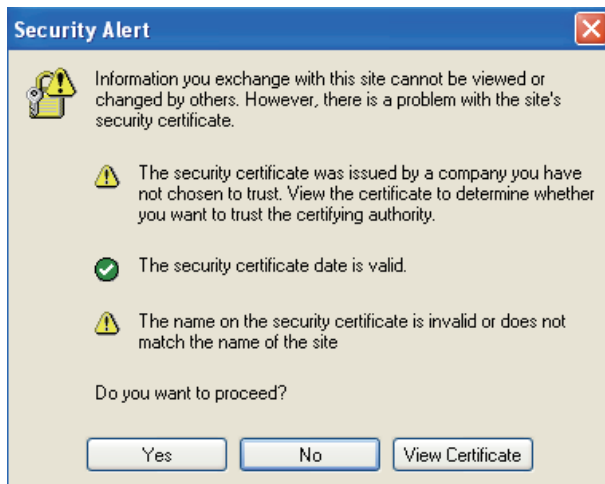 Security Alert
Information you exchange with this site cannot be viewed or
changed by others. However, there is a problem with the site's
security certificate.
The security certificate was issued by a company you have
not chosen to trust. View the certificate to determine whether
you want to trust the certifying authority.
The security certificate date is valid.
The name on the security certificate is invalid or does not
match the name of the site
Do you want to proceed?
Yes No View Certificate